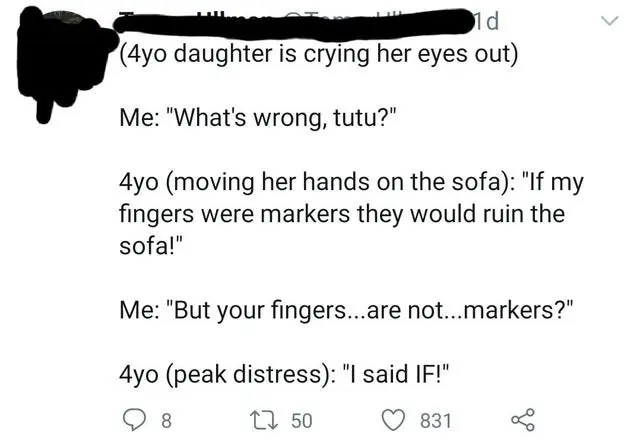 1d
(4yo daughter is crying her eyes out)
Me: "What's wrong, tutu?"
4yo (moving her hands on the sofa): "If my
fingers were markers they would ruin the
sofa!"
Me: "But your fingers...are not...markers?"
4yo (peak distress): "I said IF!"
8 50 831